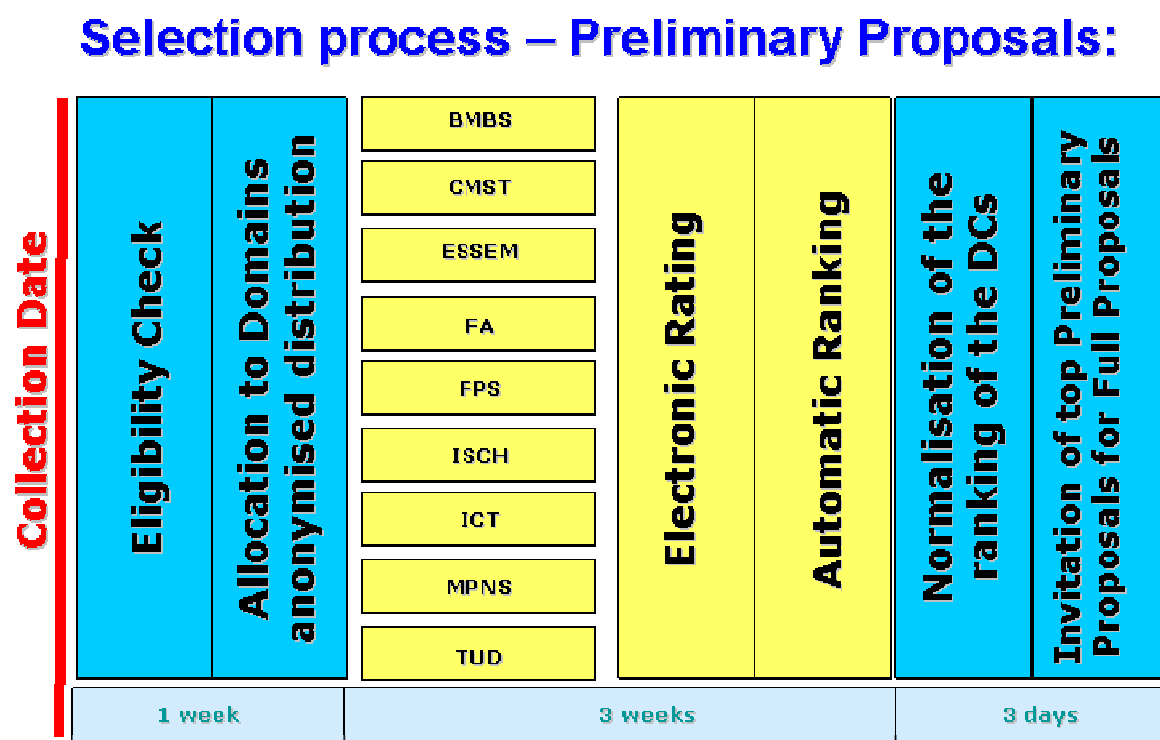 Selection process – Preliminary Proposals:
Collection Date
Eligibility Check
Allocation to Domains
anonymised distribution
BMBS
CMST
ESSEM
FA
FPS
ISCH
ICT
MPNS
TUD
Electronic Rating
Automatic Ranking
Normalisation of the
ranking of the DCs
Invitation of top Preliminary
Proposals for Full Proposals
1 week
3 weeks
3 days